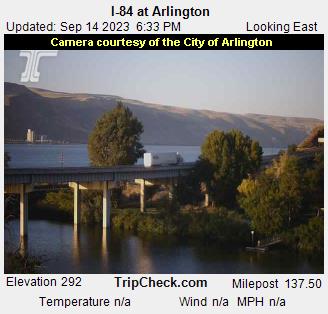 I-84 at Arlington
Updated: Sep 14 2023 6:33 PM Looking East
Camera courtesy of the City of Arlington
Elevation 292 TripCheck.com Milepost 137.50
Temperature n/a Wind n/a MPH n/a